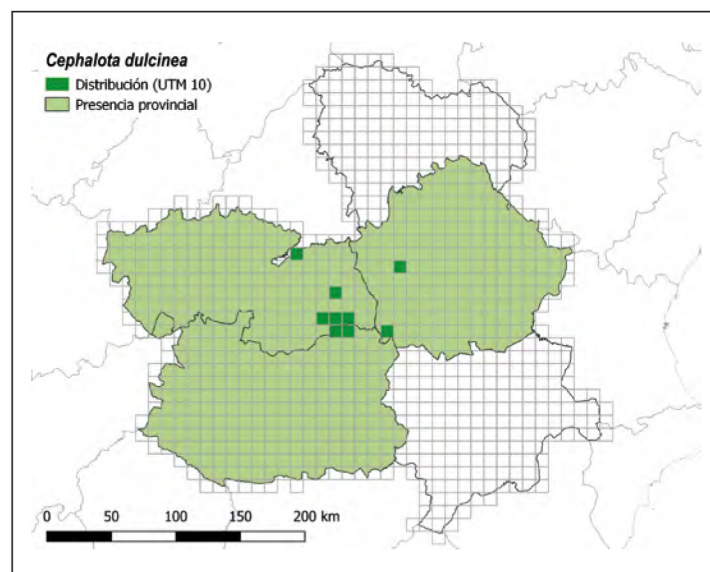 Cephalota dulcinea
Distribución (UTM 10)
Presencia provincial
0 50 100 150 200 km